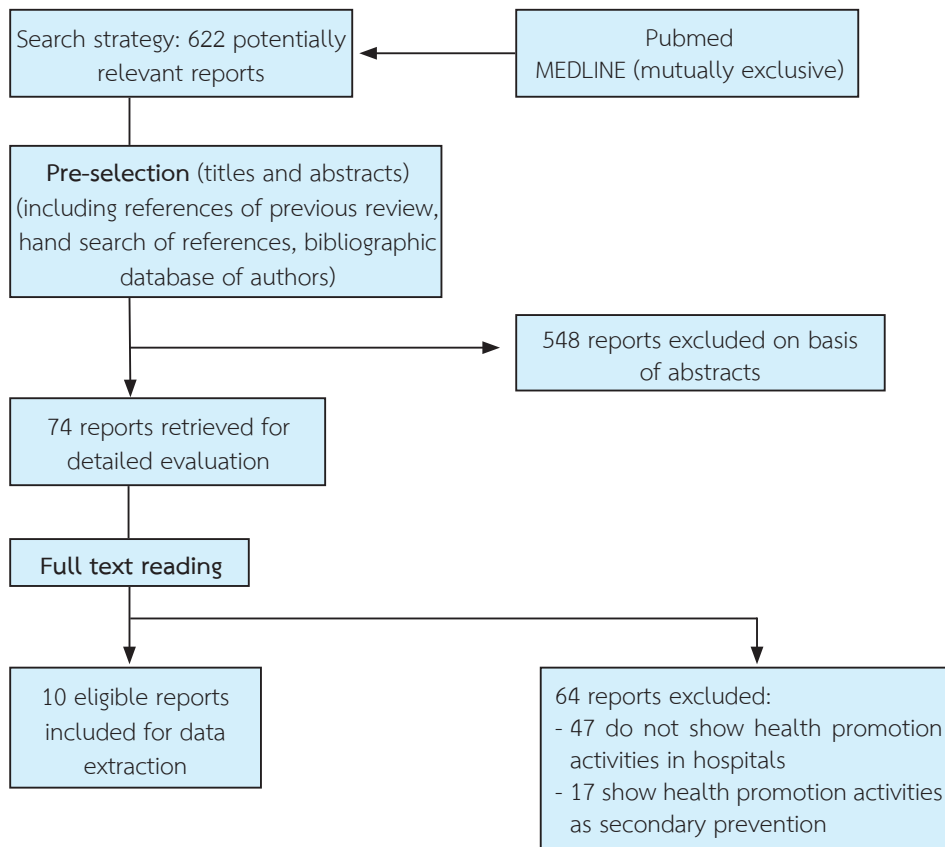 Search strategy: 622 potentially
relevant reports
Pubmed
MEDLINE (mutually exclusive)
Pre-selection (titles and abstracts)
(including references of previous review,
hand search of references, bibliographic
database of authors)
548 reports excluded on basis
of abstracts
74 reports retrieved for
detailed evaluation
Full text reading
10 eligible reports
included for data
extraction
64 reports excluded:
- 47 do not show health promotion
activities in hospitals
- 17 show health promotion activities
as secondary prevention